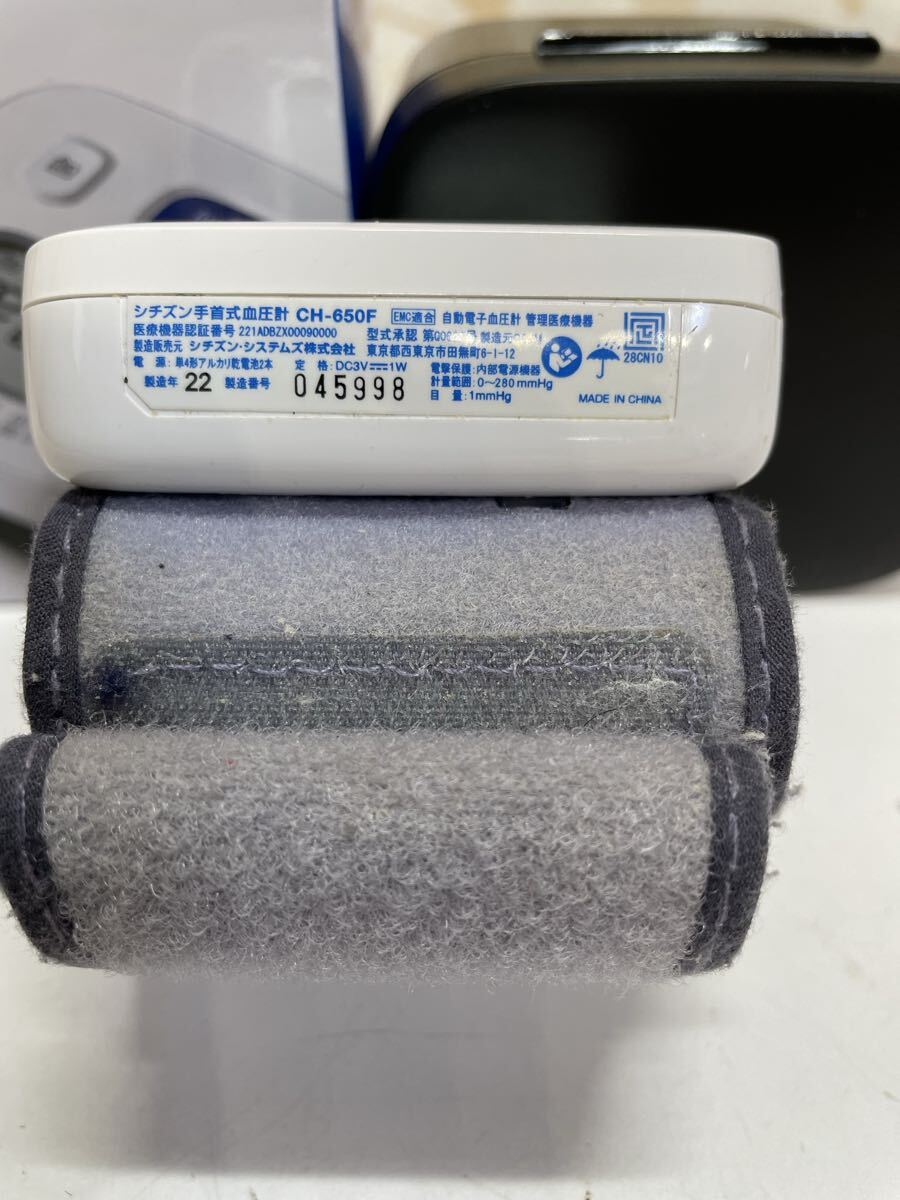 シチズン手首式血圧計 CH-650F EMC適合 自動電子血圧計 管理医療機器
医療機器認証番号 221ADBZX00090000 型式承認 製造元
製造販売元 シチズン・システムズ株式会社 東京都西東京市田無町6-1-12
電 源:単4形アルカリ乾電池2本 定 格:DC3V 1W 電撃保護:内部電源機器
製造年 22 製造番号 045998 計量範囲:0～280mmHg
目 量:1mmHg
28CN10
MADE IN CHINA